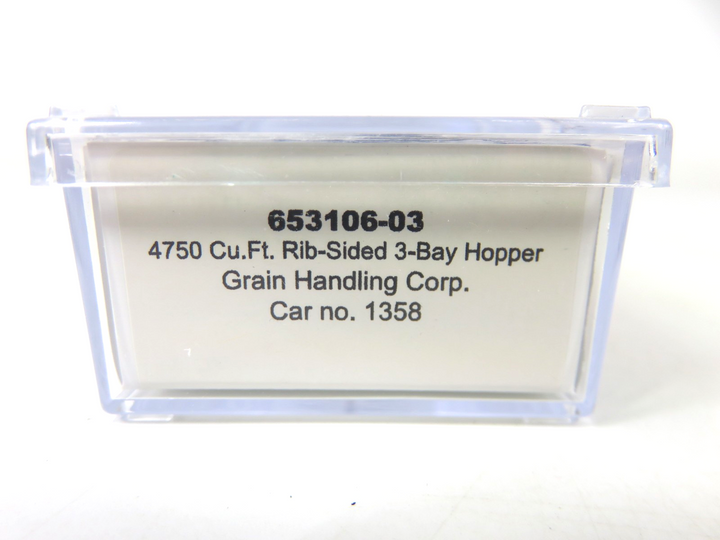 653106-03
4750 Cu.Ft. Rib-Sided 3-Bay Hopper
Grain Handling Corp.
Car no. 1358